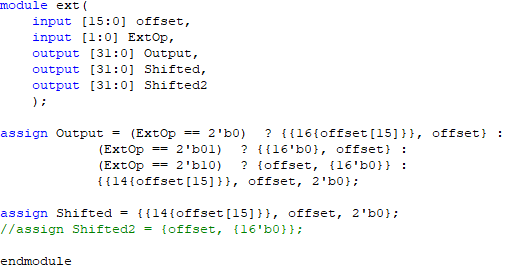 module ext(
input [15:0] offset,
input [1:0] ExtOp,
output [31:0] Output,
output [31:0] Shifted,
output [31:0] Shifted2
);
assign Output = (ExtOp == 2'b0) ? {{16{offset[15]}}, offset} :
(ExtOp == 2'b01) ? {{16'b0}, offset} :
(ExtOp == 2'b10) ? {offset, {16'b0}} :
{{14{offset[15]}}, offset, 2'b0};
assign Shifted = {{14{offset[15]}}, offset, 2'b0};
//assign Shifted2 = {offset, {16'b0}};
endmodule